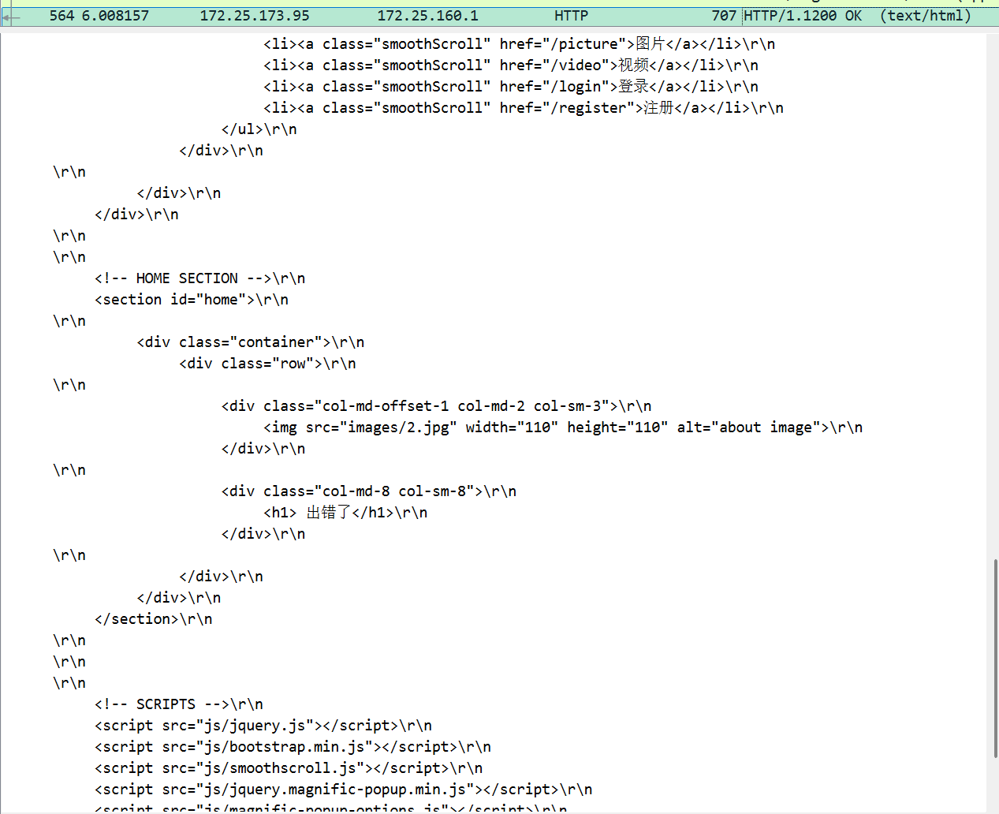 564 6.008157 172.25.173.95 172.25.160.1 HTTP 707 HTTP/1.1200 OK (text/html)
<li><a class="smoothScroll" href="/picture">图片</a></li>\r\n
<li><a class="smoothScroll" href="/video">视频</a></li>\r\n
<li><a class="smoothScroll" href="/login">登录</a></li>\r\n
<li><a class="smoothScroll" href="/register">注册</a></li>\r\n
</ul>\r\n
</div>\r\n
\r\n
</div>\r\n
</div>\r\n
\r\n
\r\n
<!-- HOME SECTION -->\r\n
<section id="home">\r\n
\r\n
<div class="container">\r\n
<div class="row">\r\n
\r\n
<div class="col-md-offset-1 col-md-2 col-sm-3">\r\n
<img src="images/2.jpg" width="110" height="110" alt="about image">\r\n
</div>\r\n
\r\n
<div class="col-md-8 col-sm-8">\r\n
<h1> 出错了</h1>\r\n
</div>\r\n
\r\n
</div>\r\n
</div>\r\n
</section>\r\n
\r\n
\r\n
\r\n
<!-- SCRIPTS -->\r\n
<script src="js/jquery.js"></script>\r\n
<script src="js/bootstrap.min.js"></script>\r\n
<script src="js/smoothscroll.js"></script>\r\n
<script src="js/jquery.magnific-popup.min.js"></script>\r\n
<script src="js/magnific-popup-options.js"></script>\r\n